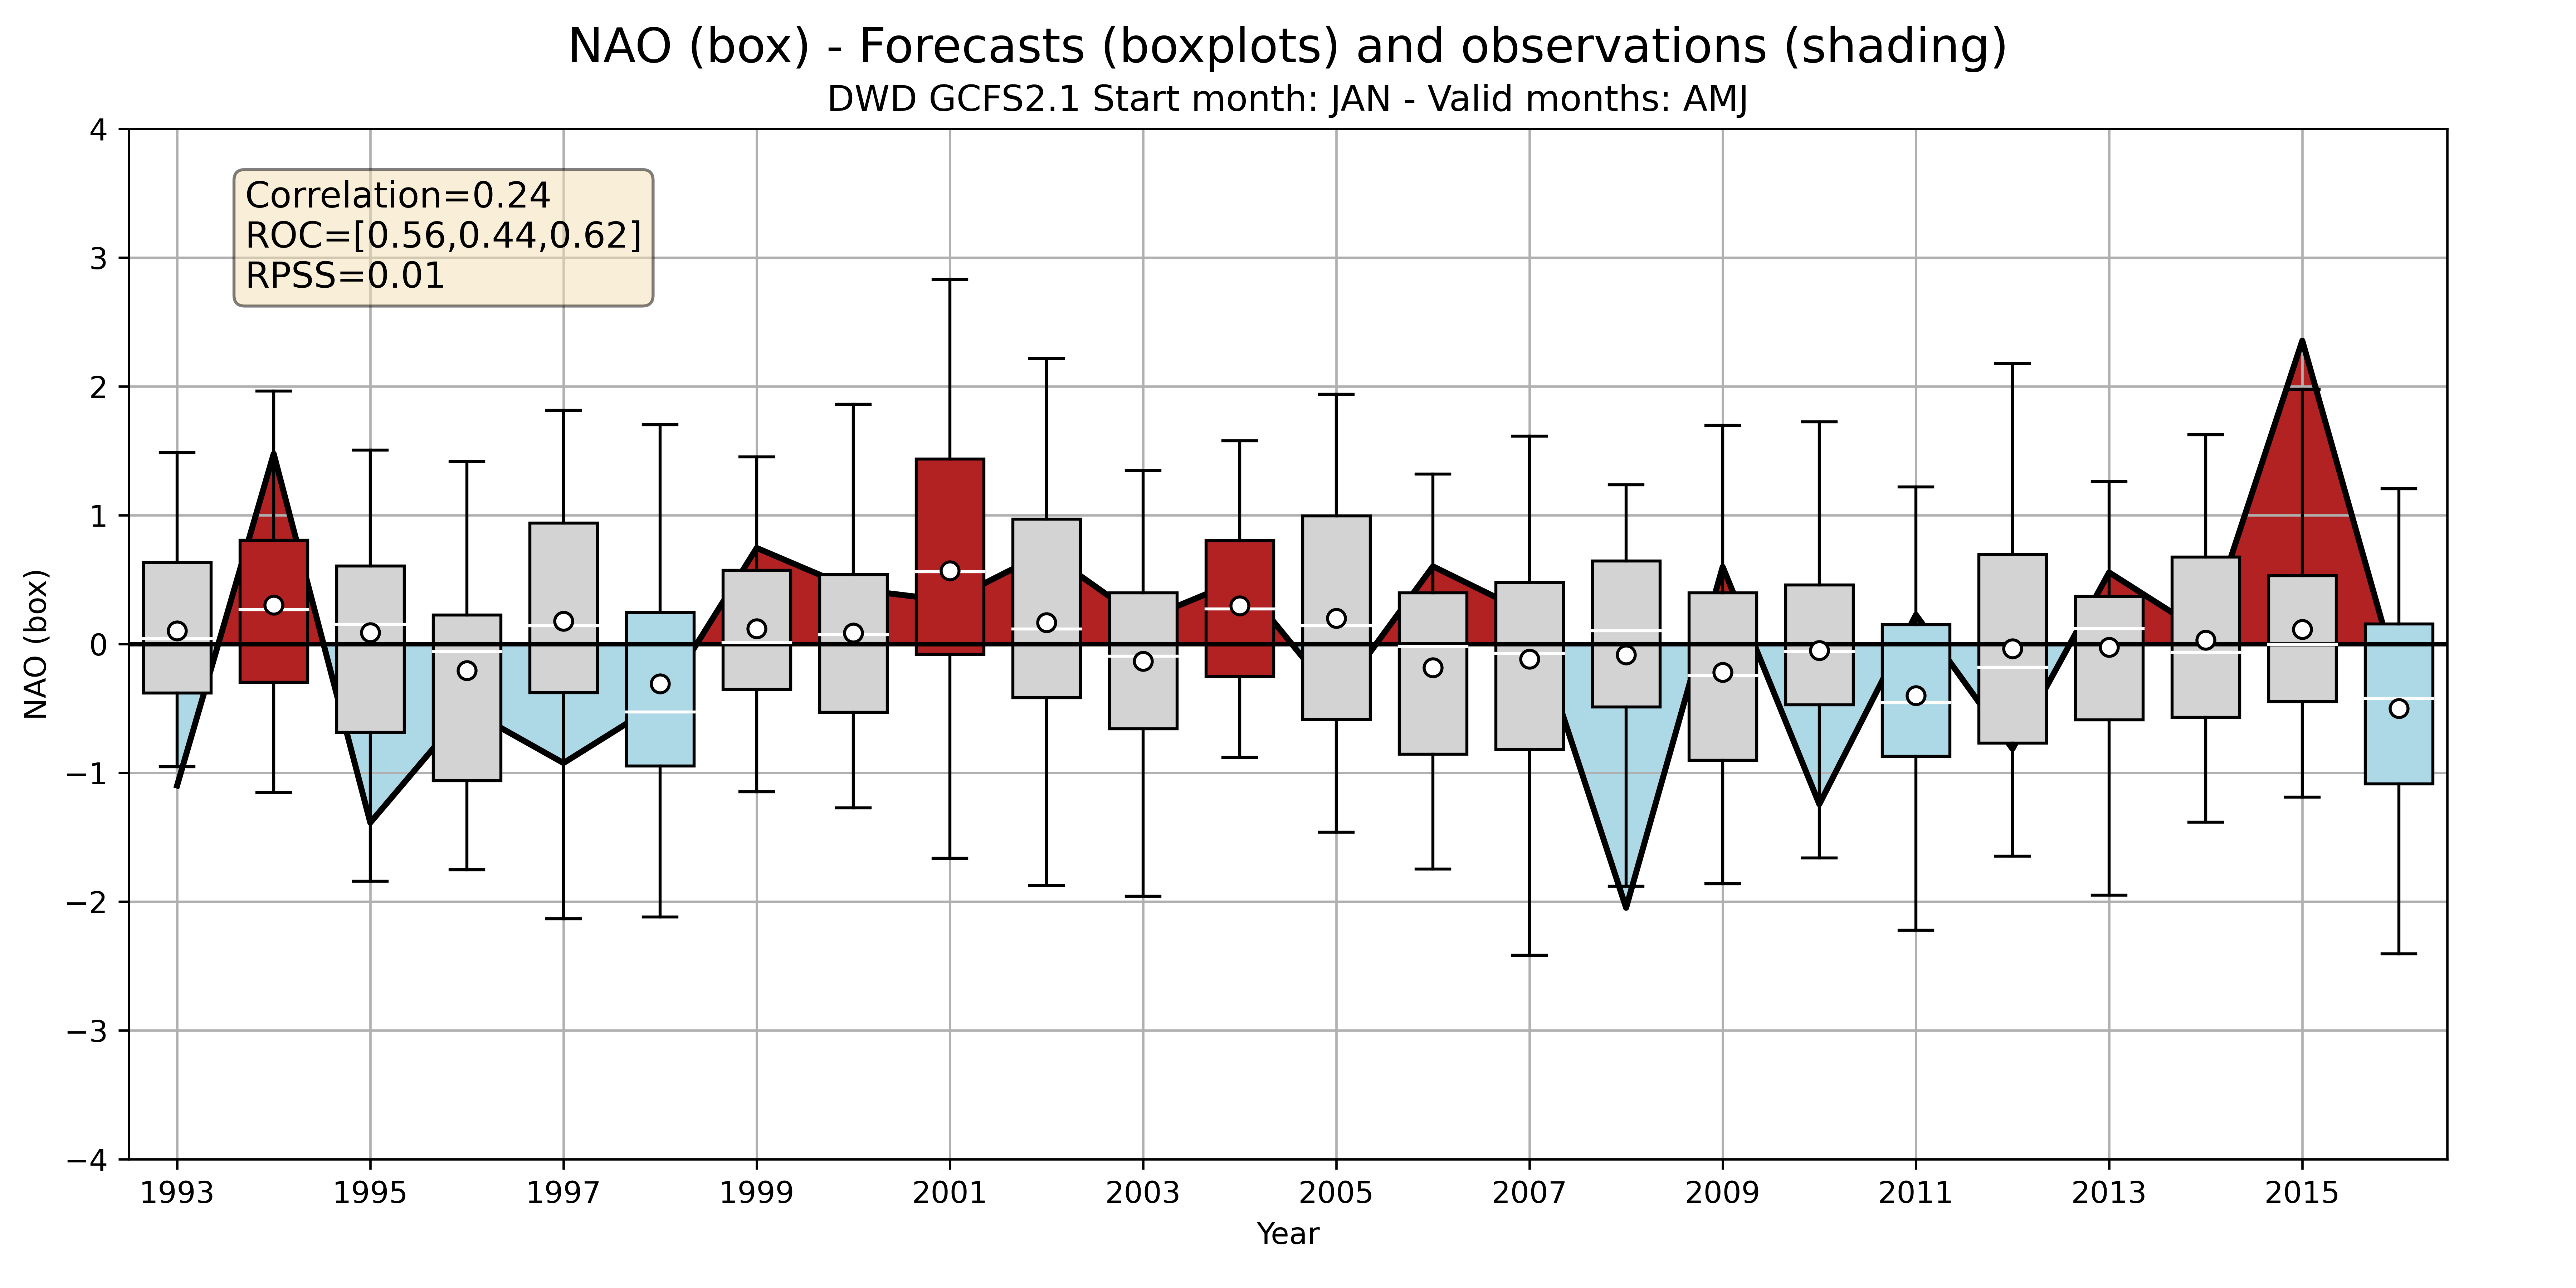 NAO (box) - Forecasts (boxplots) and observations (shading)
DWD GCFS2.1 Start month: JAN - Valid months: AMJ
Correlation=0.24
ROC=[0.56,0.44,0.62]
RPSS=0.01
NAO (box)
4
3
2
1
0
−1
−2
−3
−4
1993 1995 1997 1999 2001 2003 2005 2007 2009 2011 2013 2015
Year